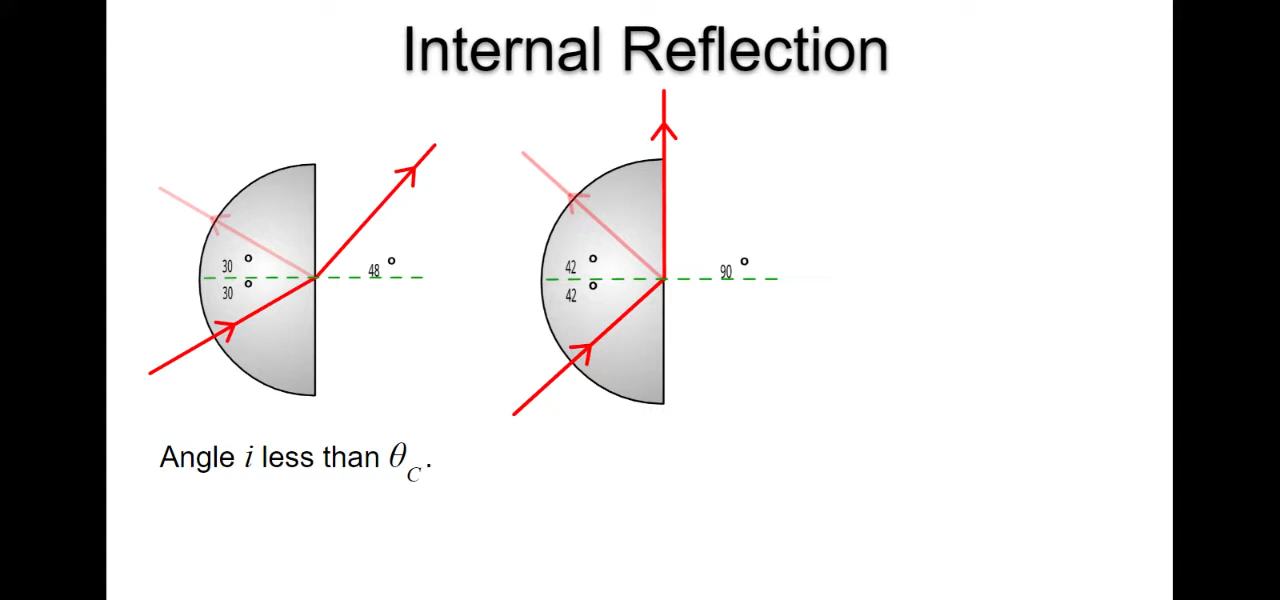 Internal Reflection
30° 48°
30°
42° 90°
42°
Angle i less than θC.